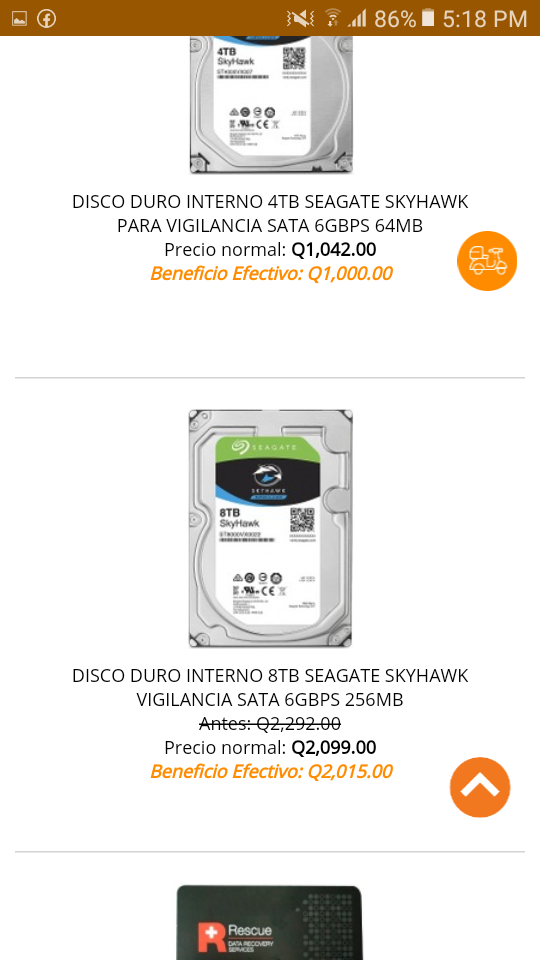 86% 5:18 PM
4TB
SkyHawk
DISCO DURO INTERNO 4TB SEAGATE SKYHAWK
PARA VIGILANCIA SATA 6GBPS 64MB
Precio normal: Q1,042.00
Beneficio Efectivo: Q1,000.00
SEAGATE
SKYHAWK
8TB
SkyHawk
DISCO DURO INTERNO 8TB SEAGATE SKYHAWK
VIGILANCIA SATA 6GBPS 256MB
Antes: Q2,292.00
Precio normal: Q2,099.00
Beneficio Efectivo: Q2,015.00
Rescue
DATA RECOVERY
SERVICES